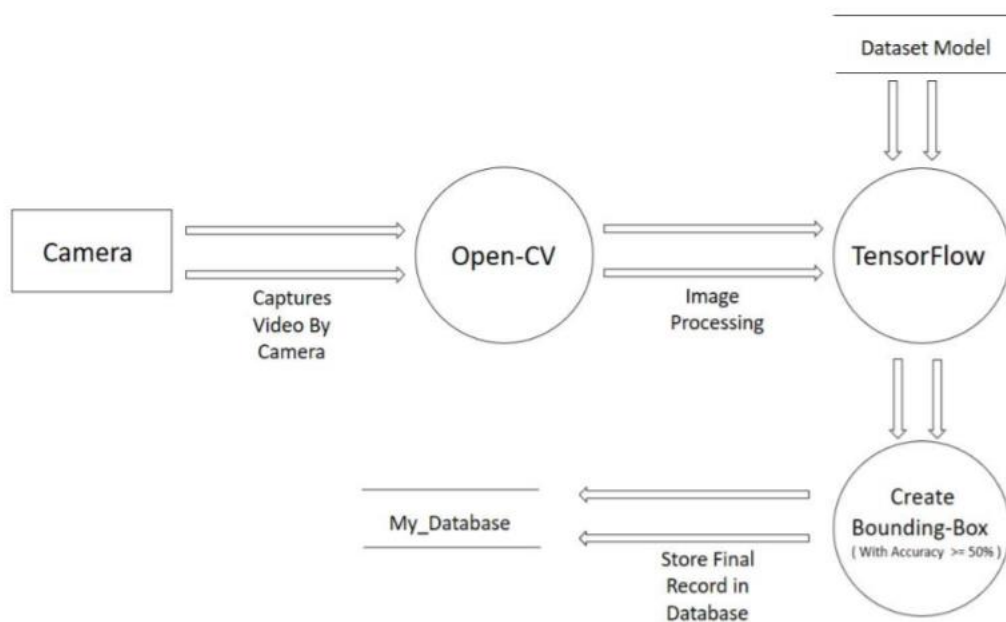 Dataset Model
Camera
Captures
Video By
Camera
Open-CV
Image
Processing
TensorFlow
Create
Bounding-Box
( With Accuracy >= 50% )
Store Final
Record in
Database
My_Database